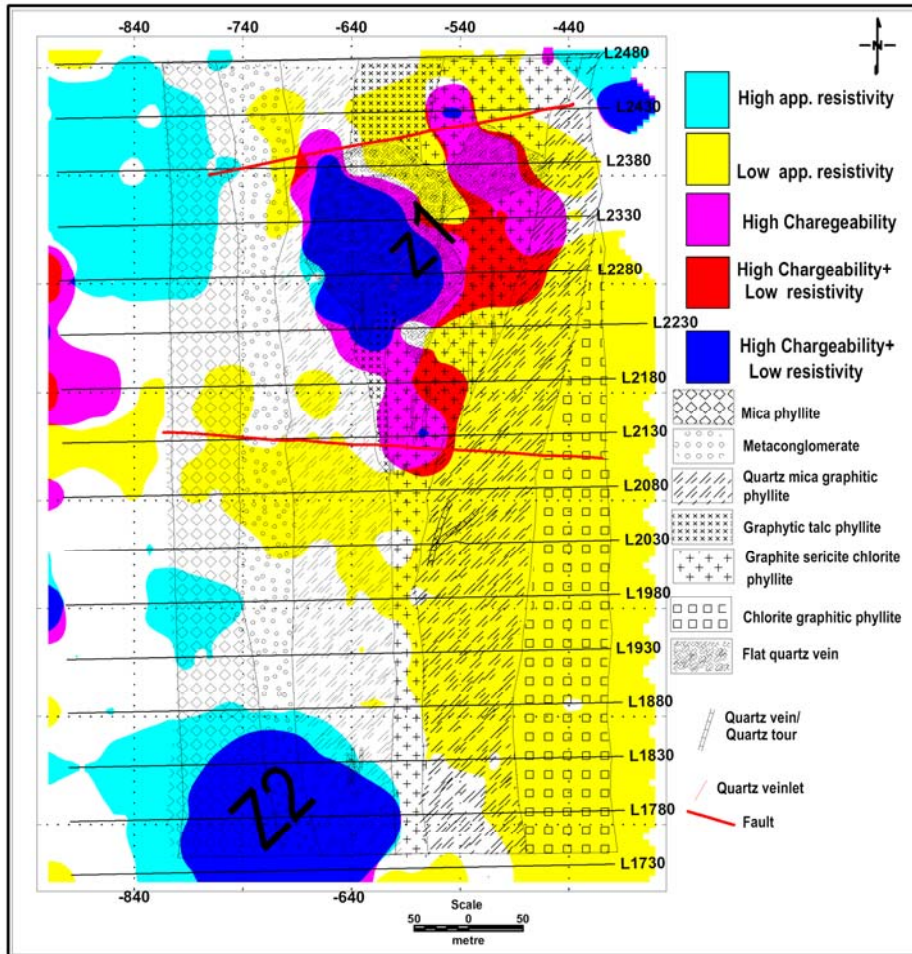 -840 -740 -640 -540 -440
N
L2480
L2430
L2380
L2330
L2280
L2230
L2180
L2130
L2080
L2030
L1980
L1930
L1880
L1830
L1780
L1730
Z1
Z2
-840 -740 -640 -440
High app. resistivity
Low app. resistivity
High Charegeability
High Chargeability+
Low resistivity
High Chargeability+
Low resistivity
Mica phyllite
Metaconglomerate
Quartz mica graphitic
phyllite
Graphytic talc phyllite
Graphite sericite chlorite
phyllite
Chlorite graphitic phyllite
Flat quartz vein
Quartz vein/
Quartz tour
Quartz veinlet
Fault
Scale
50 0 50
metre